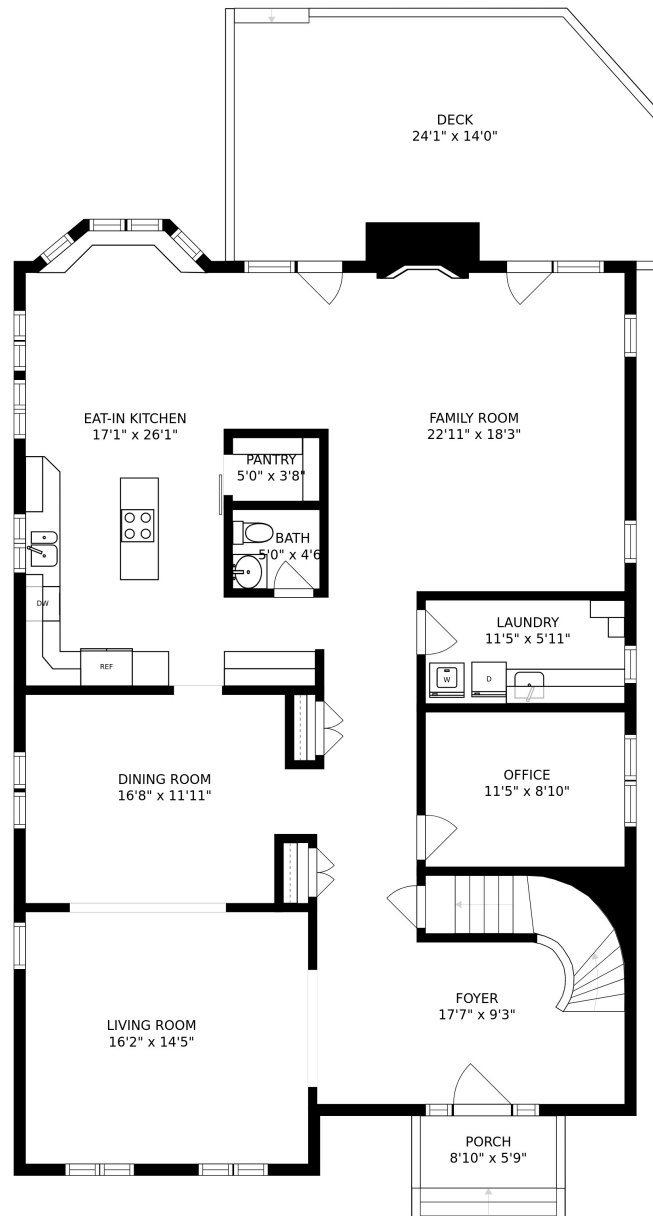 DECK
24'1" x 14'0"
EAT-IN KITCHEN
17'1" x 26'1"
FAMILY ROOM
22'11" x 18'3"
PANTRY
5'0" x 3'8"
BATH
5'0" x 4'6
DW
REF
LAUNDRY
11'5" x 5'11"
W
D
DINING ROOM
16'8" x 11'11"
OFFICE
11'5" x 8'10"
FOYER
17'7" x 9'3"
LIVING ROOM
16'2" x 14'5"
PORCH
8'10" x 5'9"